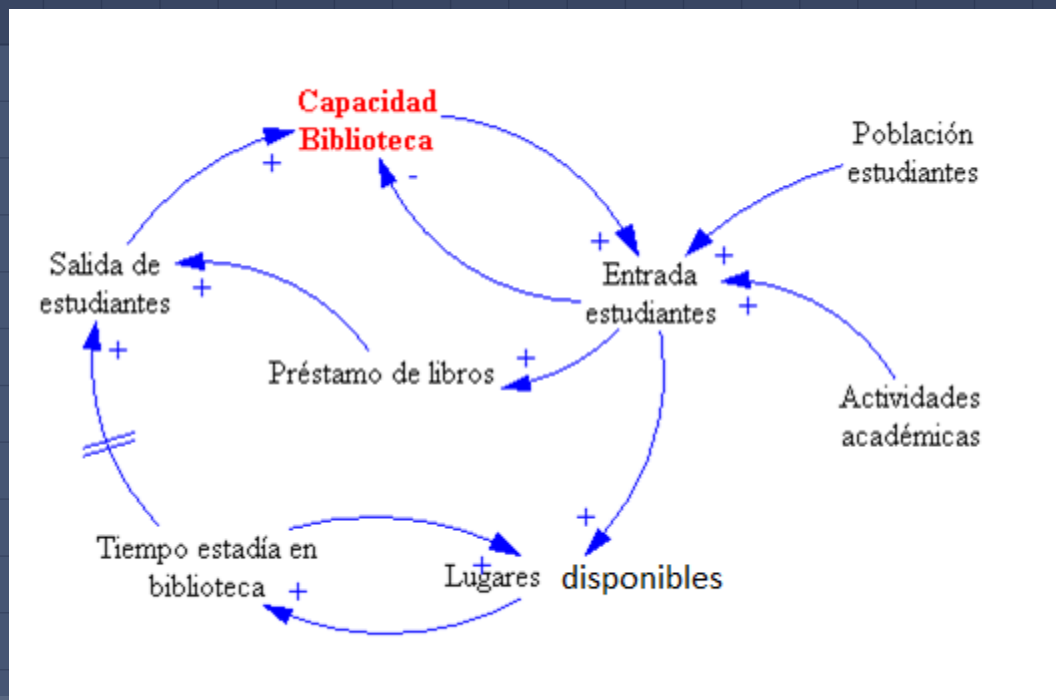 Capacidad
Biblioteca
+
-
Población
estudiantes
+
+
Entrada
estudiantes
+
Salida de
estudiantes
+
+
Préstamo de libros
+
Actividades
académicas
+
Tiempo estadía en
biblioteca
+
+
Lugares disponibles